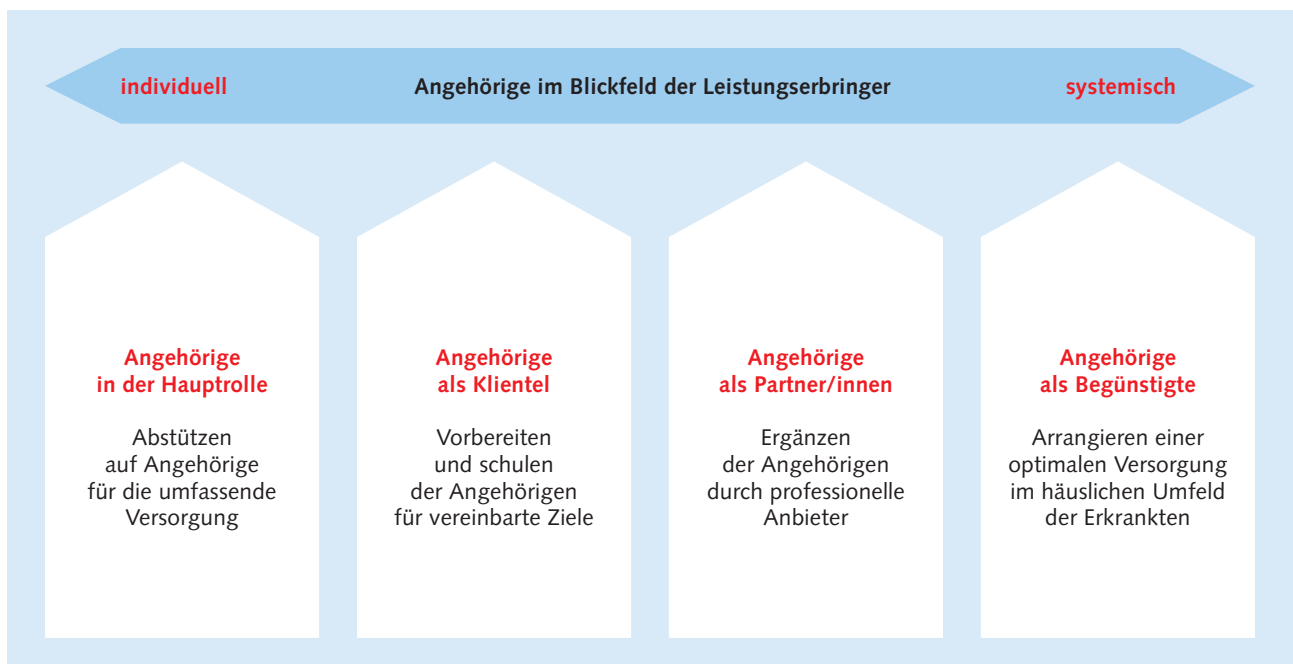 individuell
Angehörige im Blickfeld der Leistungserbringer
systemisch
Angehörige
in der Hauptrolle
Abstützen
auf Angehörige
für die umfassende
Versorgung
Angehörige
als Klientel
Vorbereiten
und schulen
der Angehörigen
für vereinbarte Ziele
Angehörige
als Partner/innen
Ergänzen
der Angehörigen
durch professionelle
Anbieter
Angehörige
als Begünstigte
Arrangieren einer
optimalen Versorgung
im häuslichen Umfeld
der Erkrankten